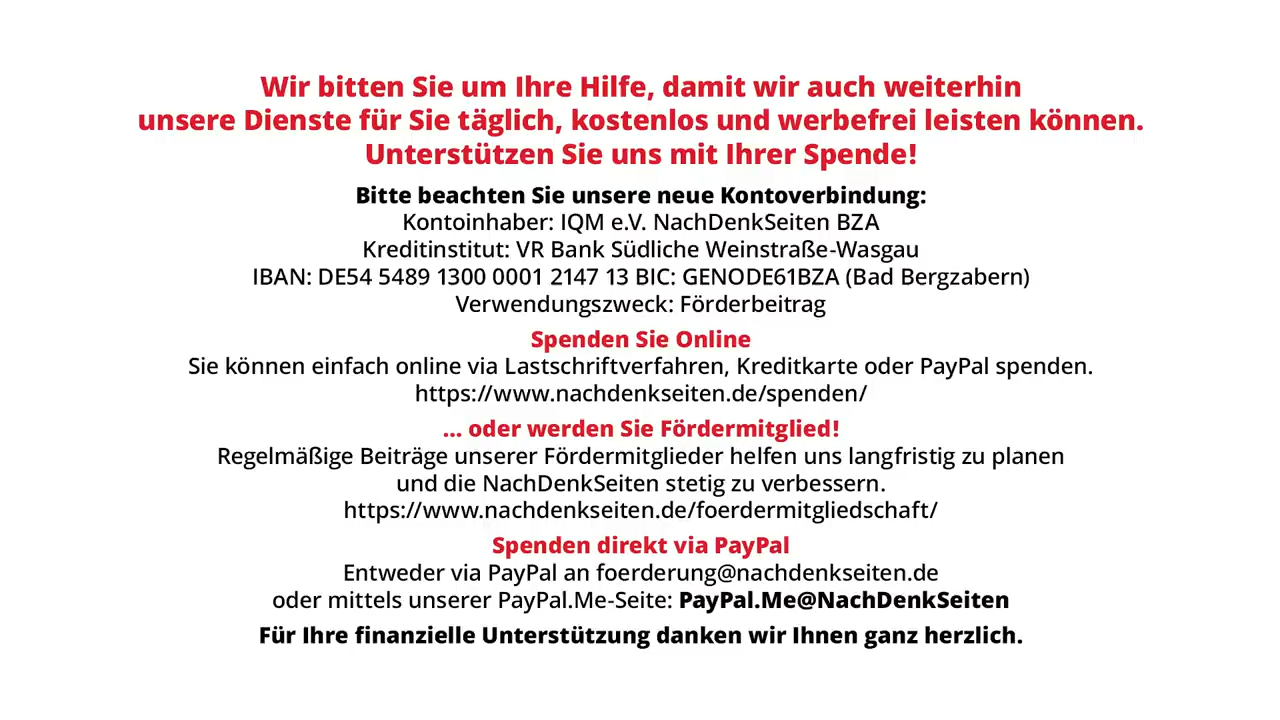 Wir bitten Sie um Ihre Hilfe, damit wir auch weiterhin
unsere Dienste für Sie täglich, kostenlos und werbefrei leisten können.
Unterstützen Sie uns mit Ihrer Spende!
Bitte beachten Sie unsere neue Kontoverbindung:
Kontoinhaber: IQM e.V. NachDenkSeiten BZA
Kreditinstitut: VR Bank Südliche Weinstraße-Wasgau
IBAN: DE54 5489 1300 0001 2147 13 BIC: GENODE61BZA (Bad Bergzabern)
Verwendungszweck: Förderbeitrag
Spenden Sie Online
Sie können einfach online via Lastschriftverfahren, Kreditkarte oder PayPal spenden.
https://www.nachdenkseiten.de/spenden/
... oder werden Sie Fördermitglied!
Regelmäßige Beiträge unserer Fördermitglieder helfen uns langfristig zu planen
und die NachDenkSeiten stetig zu verbessern.
https://www.nachdenkseiten.de/foerdermitgliedschaft/
Spenden direkt via PayPal
Entweder via PayPal an foerderung@nachdenkseiten.de
oder mittels unserer PayPal.Me-Seite: PayPal.Me@NachDenkSeiten
Für Ihre finanzielle Unterstützung danken wir Ihnen ganz herzlich.